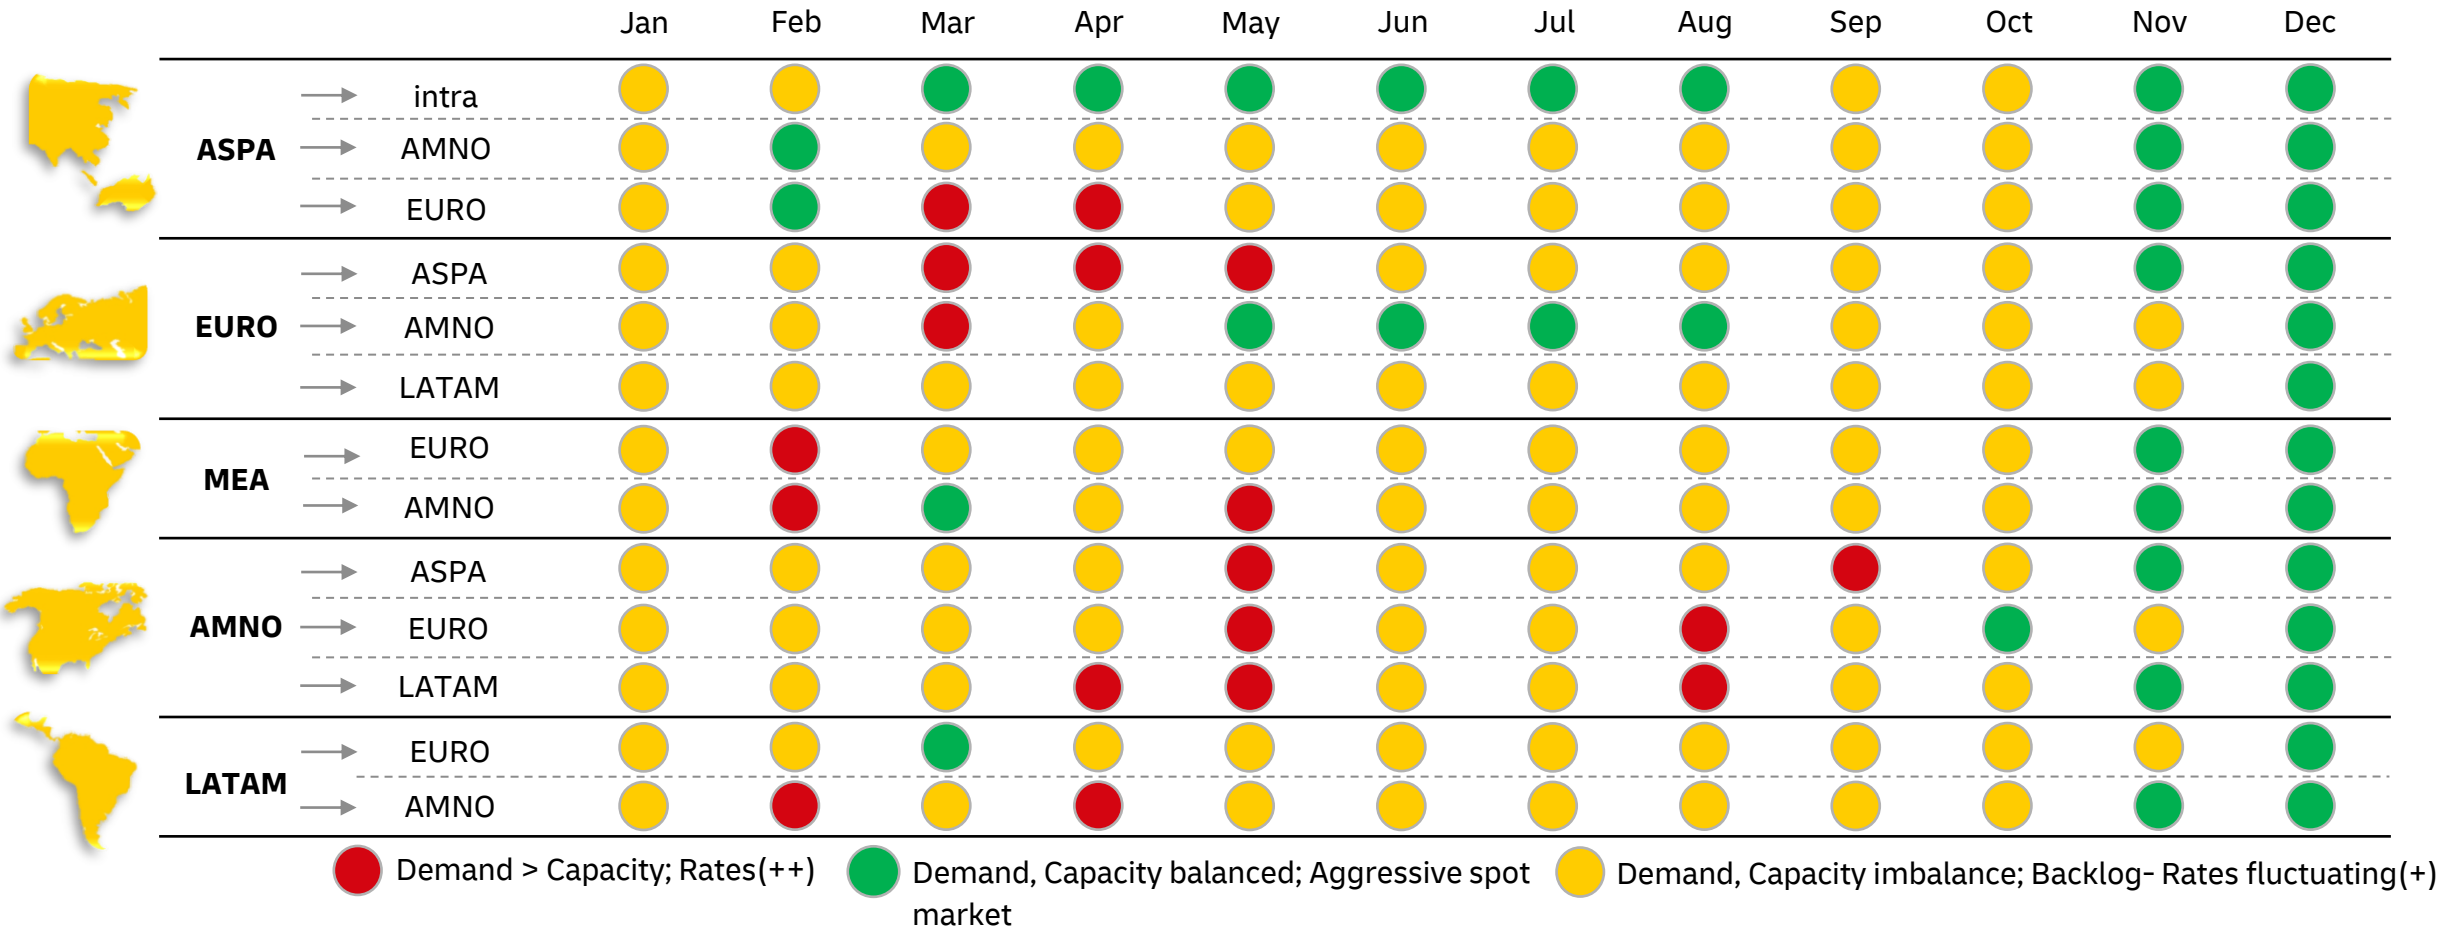 Jan Feb Mar Apr May Jun Jul Aug Sep Oct Nov Dec
ASPA
intra
AMNO
EURO
EURO
ASPA
AMNO
LATAM
MEA
EURO
AMNO
AMNO
ASPA
EURO
LATAM
LATAM
EURO
AMNO
Demand > Capacity; Rates(++)
Demand, Capacity balanced; Aggressive spot
market
Demand, Capacity imbalance; Backlog- Rates fluctuating(+)